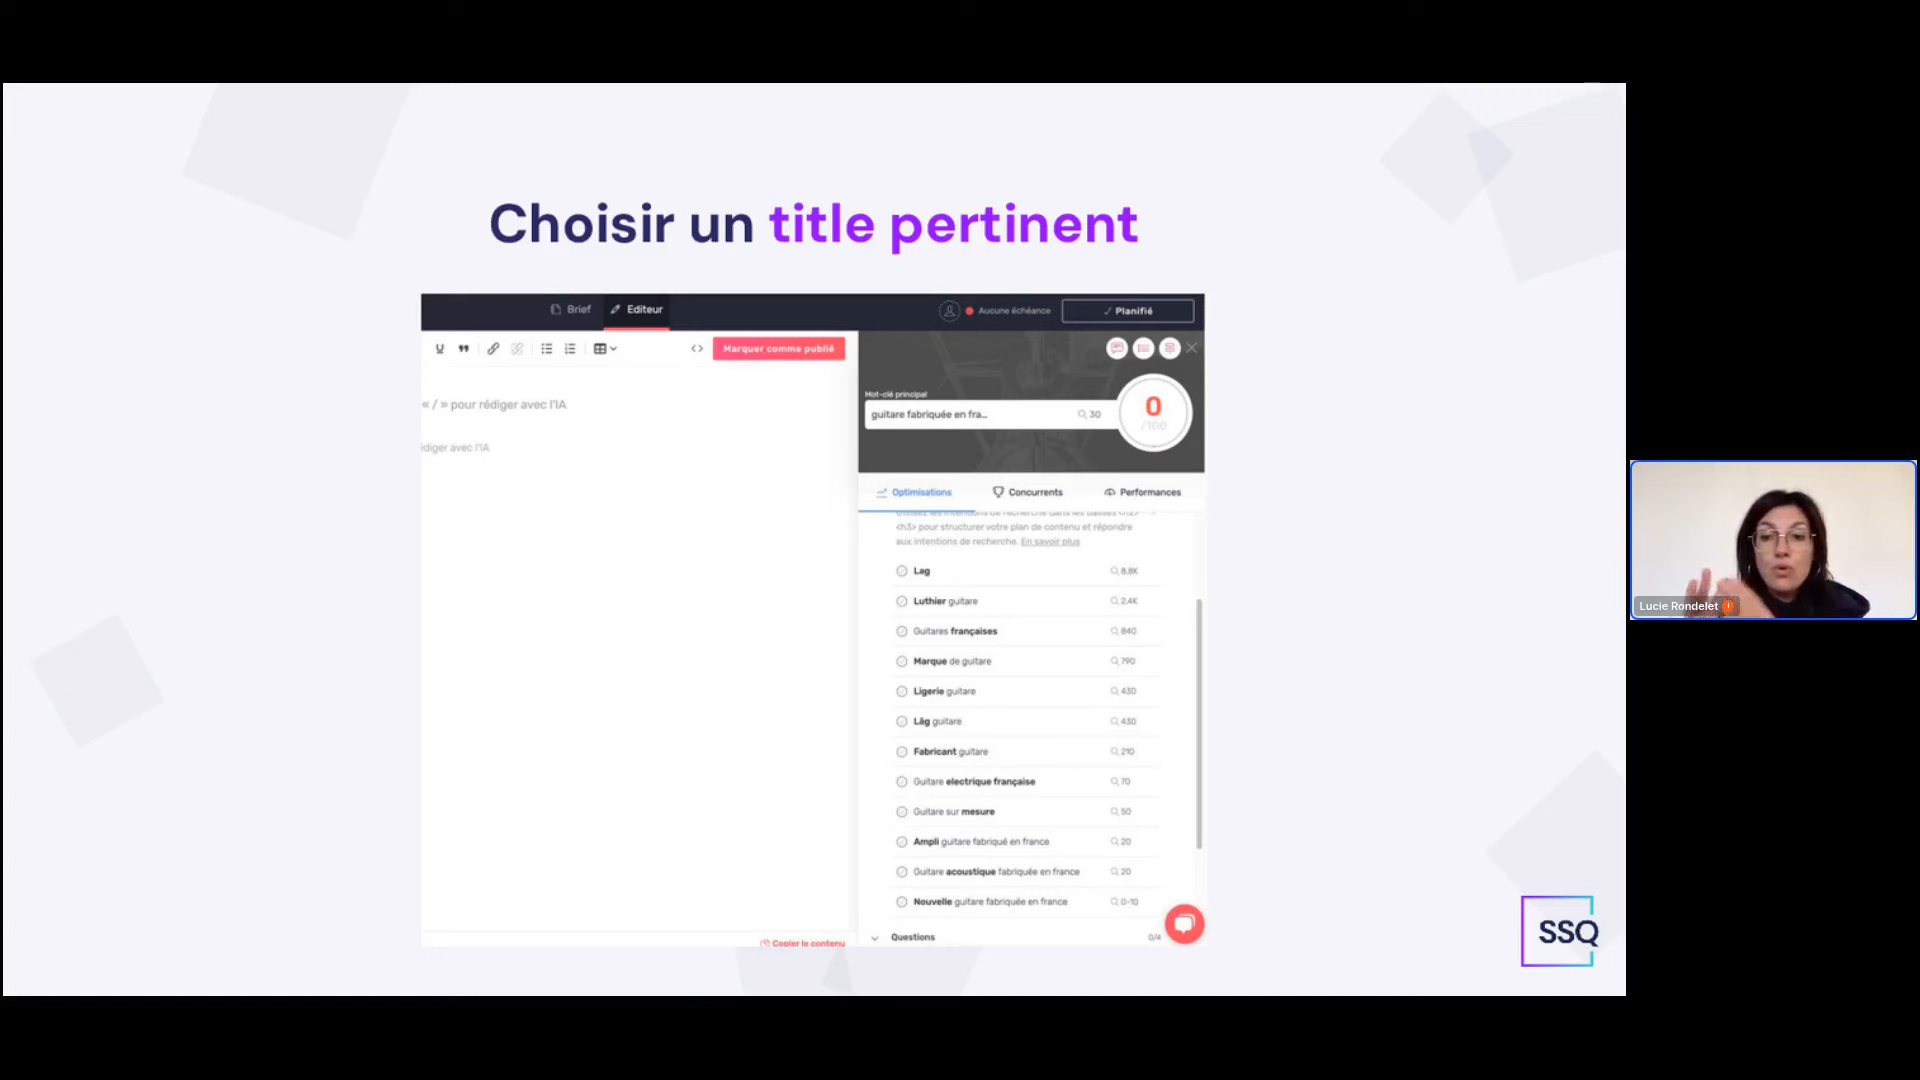 Choisir un title pertinent
Brief
Editeur
Aucune échéance
Planifié
Marquer comme publié
« / » pour rédiger avec l'IA
édiger avec l'IA
Mot-clé principal
guitare fabriquée en fra...
30
0
/100
Optimisations
Concurrents
Performances
<h3> pour structurer votre plan de contenu et répondre
aux intentions de recherche. En savoir plus
Lag 8,8K
Luthier guitare 2,4K
Guitares françaises 840
Marque de guitare 790
Ligerie guitare 430
Lâg guitare 430
Fabricant guitare 210
Guitare electrique française 70
Guitare sur mesure 50
Ampli guitare fabriqué en france 20
Guitare acoustique fabriquée en france 20
Nouvelle guitare fabriquée en france 0-10
Questions 0/4
Copier le contenu
SSQ
Lucie Rondelet